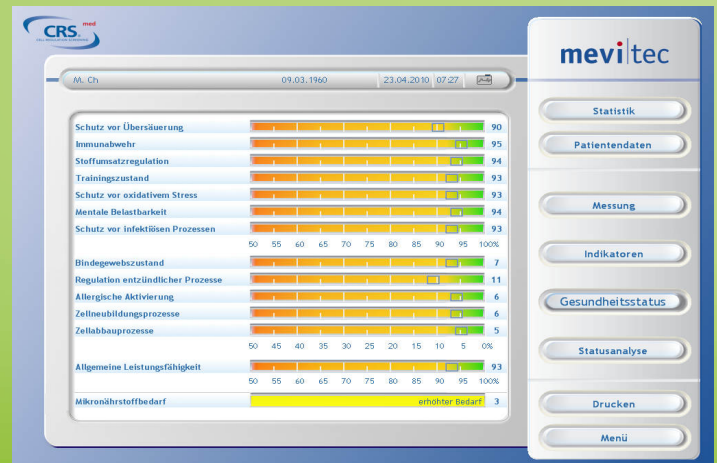 CRS. med
CELL REGULATION SCREENING
mevitec
M. Ch 09.03.1960 23.04.2010 07:27
Schutz vor Übersäuerung 90
Immunabwehr 95
Stoffumsatzregulation 94
Trainingszustand 93
Schutz vor oxidativem Stress 93
Mentale Belastbarkeit 94
Schutz vor infektiösen Prozessen 93
50 55 60 65 70 75 80 85 90 95 100%
Bindegewebszustand 7
Regulation entzündlicher Prozesse 11
Allergische Aktivierung 6
Zellneubildungsprozesse 6
Zellabbauprozesse 5
50 45 40 35 30 25 20 15 10 5 0%
Allgemeine Leistungsfähigkeit 93
50 55 60 65 70 75 80 85 90 95 100%
Mikronährstoffbedarf erhöhter Bedarf 3
Statistik
Patientendaten
Messung
Indikatoren
Gesundheitsstatus
Statusanalyse
Drucken
Menü